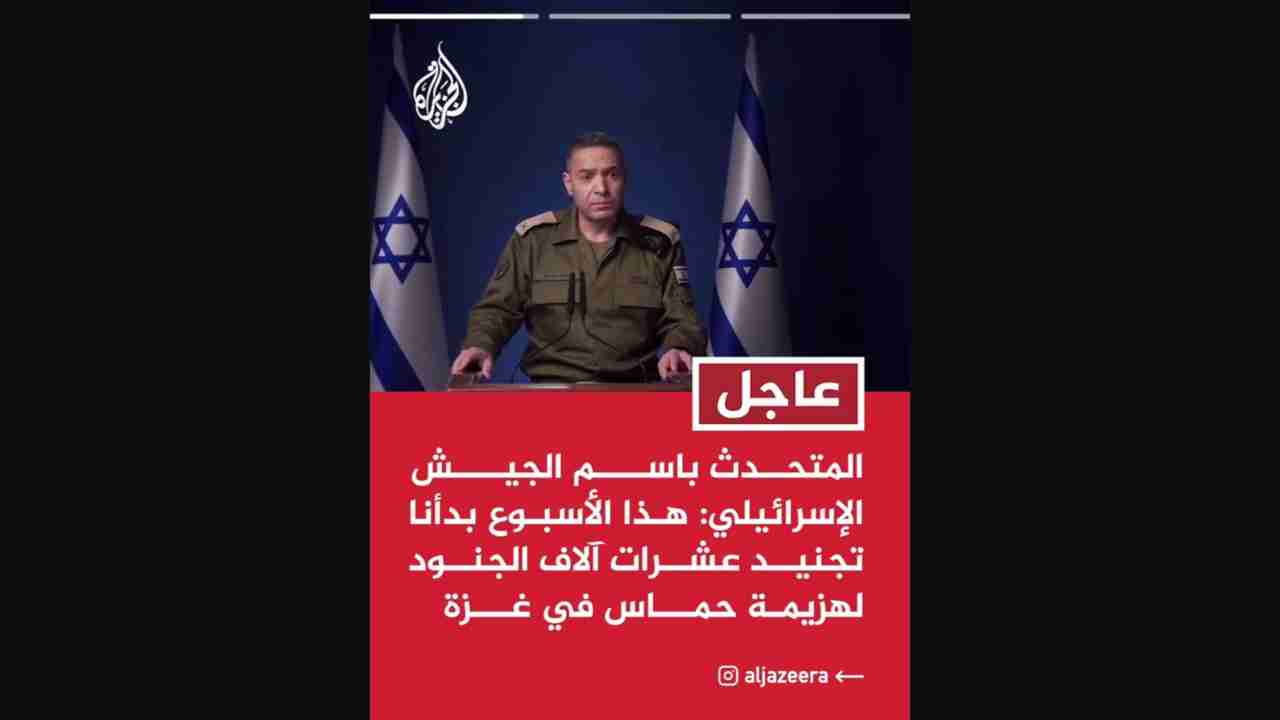 الجزيرة
عاجل
المتحدث باسم الجيش
الإسرائيلي: هذا الأسبوع بدأنا
تجنيد عشرات آلاف الجنود
لهزيمة حماس في غزة
aljazeera